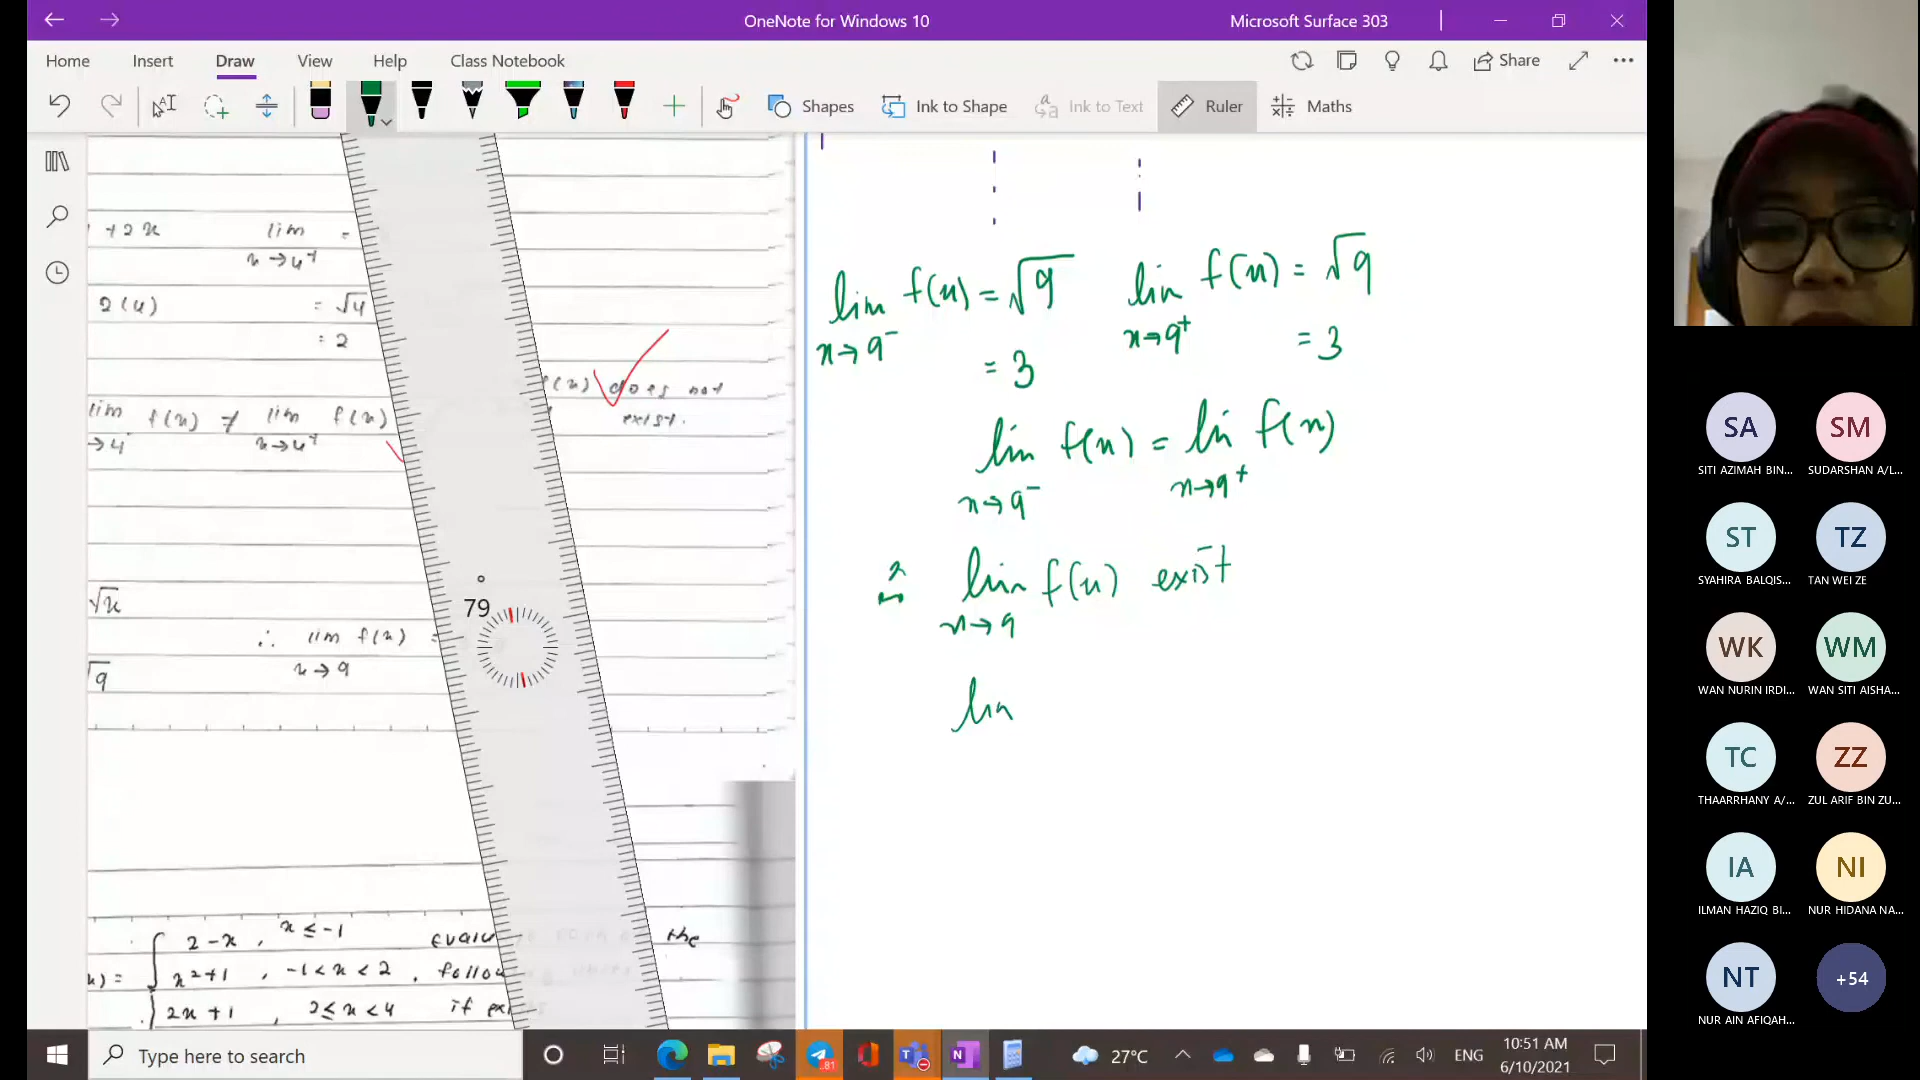 OneNote for Windows 10
Microsoft Surface 303
Home Insert Draw View Help Class Notebook
Share
Shapes Ink to Shape Ink to Text Ruler Maths
+2x lim =
x→4⁺
2(4) = √4
= 2
f(x) does not
exist.
lim f(x) ≠ lim f(x)
→4⁻ x→4⁺
√x
∴ lim f(x) =
x→9
√9
79°
2-x, x≤-1 the
x)= x²+1, -1<x<2. follo
2x+1, 2≤x<4 if
lim f(x) = √9
x→9⁻
= 3
lim f(x) = √9
x→9⁺
= 3
lim f(x) = lim f(x)
x→9⁻ x→9⁺
lim f(x) exist
x→9
lim
SA
SITI AZIMAH BIN...
SM
SUDARSHAN A/L...
ST
SYAHIRA BALQIS...
TZ
TAN WEI ZE
WK
WAN NURIN IRDI...
WM
WAN SITI AISHA...
TC
THAARRHANY A/...
ZZ
ZUL ARIF BIN ZU...
IA
ILMAN HAZIQ BI...
NI
NUR HIDANA NA...
NT
NUR AIN AFIQAH...
+54
Type here to search
81
27°C
ENG
10:51 AM
6/10/2021